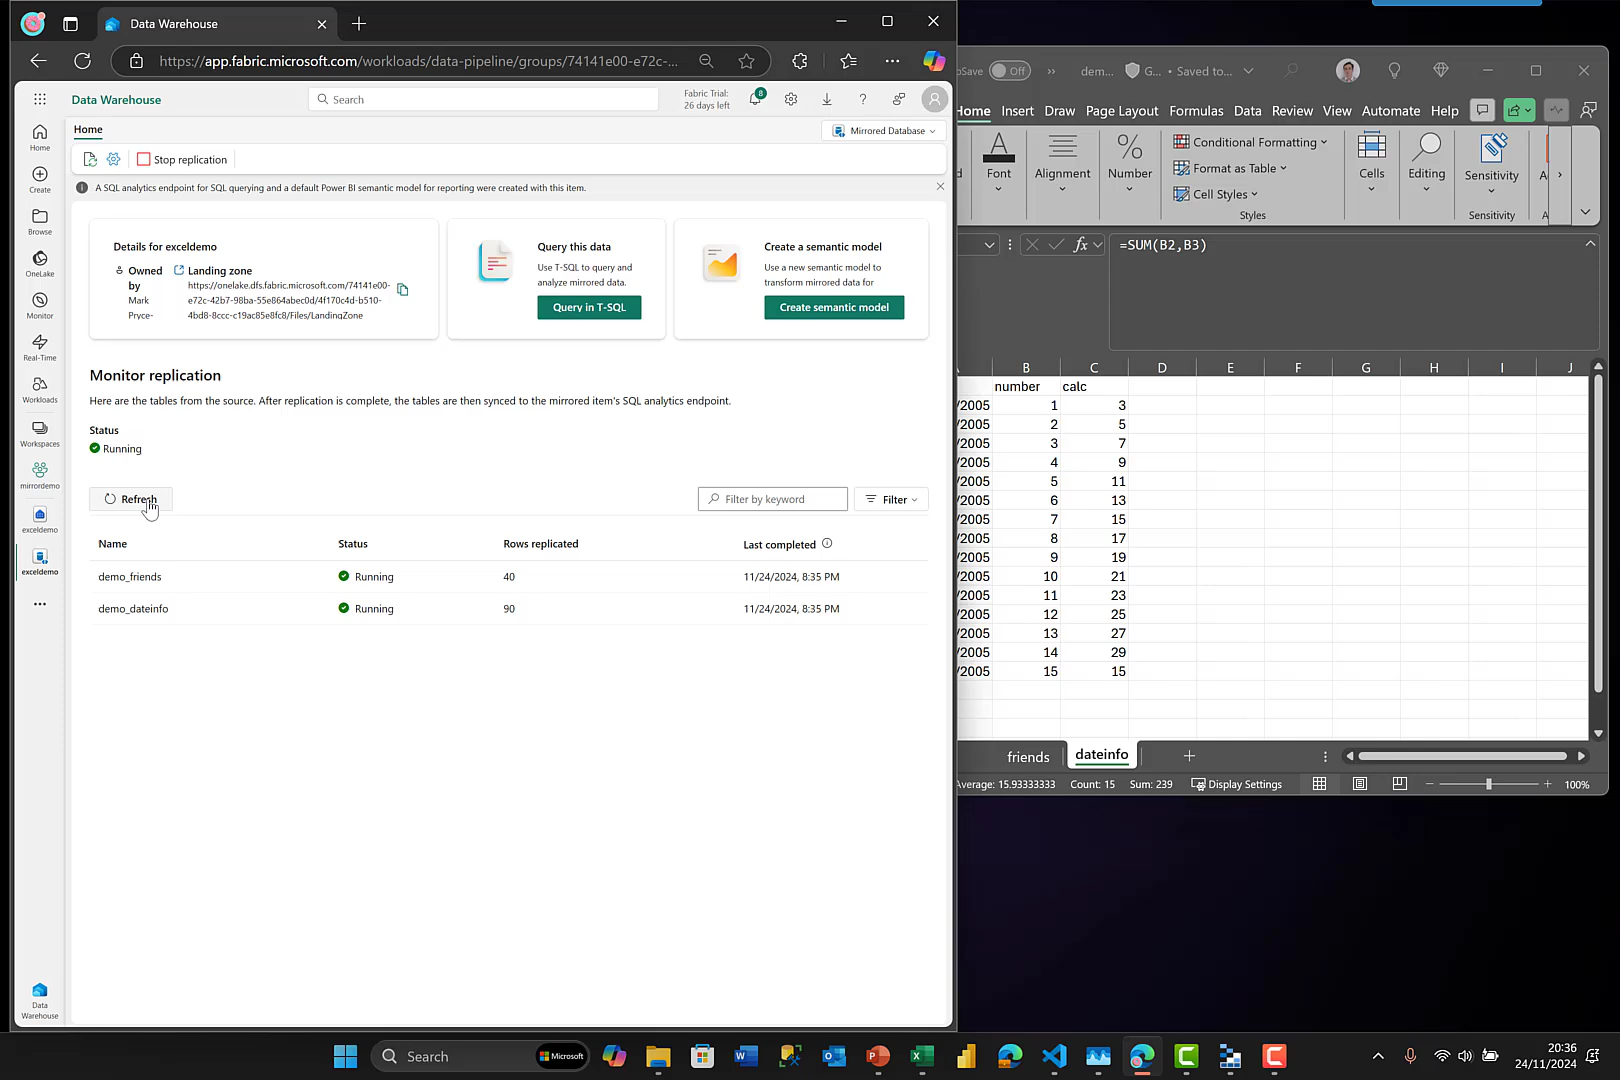 Data Warehouse
https://app.fabric.microsoft.com/workloads/data-pipeline/groups/74141e00-e72c-...
Data Warehouse
Search
Fabric Trial:
26 days left
8
Home
Mirrored Database
Stop replication
A SQL analytics endpoint for SQL querying and a default Power BI semantic model for reporting were created with this item.
Home
Create
Browse
OneLake
Monitor
Real-Time
Workloads
Workspaces
mirrordemo
exceldemo
exceldemo
Data
Warehouse
Details for exceldemo
Owned
by
Mark
Pryce-
Landing zone
https://onelake.dfs.fabric.microsoft.com/74141e00-
e72c-42b7-98ba-55e864abec0d/4f170c4d-b510-
4bd8-8ccc-c19ac85e8fc8/Files/LandingZone
Query this data
Use T-SQL to query and
analyze mirrored data.
Query in T-SQL
Create a semantic model
Use a new semantic model to
transform mirrored data for
Create semantic model
Monitor replication
Here are the tables from the source. After replication is complete, the tables are then synced to the mirrored item's SQL analytics endpoint.
Status
Running
Refresh
Filter by keyword
Filter
Name Status Rows replicated Last completed
demo_friends Running 40 11/24/2024, 8:35 PM
demo_dateinfo Running 90 11/24/2024, 8:35 PM
oSave Off dem... G... • Saved to...
Home Insert Draw Page Layout Formulas Data Review View Automate Help
Font
Alignment
Number
Conditional Formatting
Format as Table
Cell Styles
Styles
Cells
Editing
Sensitivity
Sensitivity
A
fx
=SUM(B2,B3)
B C D E F G H I J
number calc
/2005 1 3
/2005 2 5
/2005 3 7
/2005 4 9
/2005 5 11
/2005 6 13
/2005 7 15
/2005 8 17
/2005 9 19
/2005 10 21
/2005 11 23
/2005 12 25
/2005 13 27
/2005 14 29
/2005 15 15
friends dateinfo
Average: 15.93333333 Count: 15 Sum: 239 Display Settings 100%
Search
Microsoft
20:36
24/11/2024